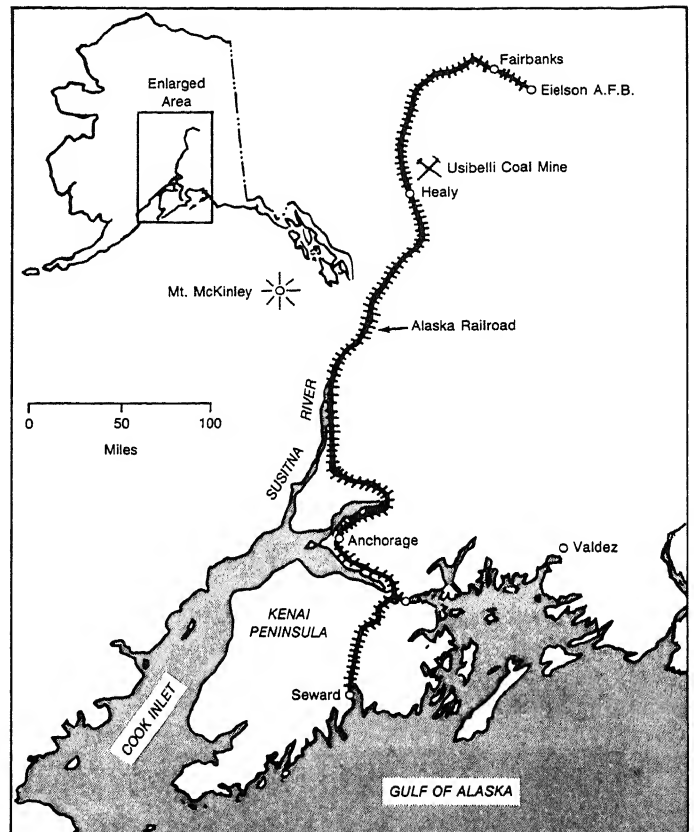 Fairbanks
Eielson A.F.B.
Enlarged
Area
Usibelli Coal Mine
Healy
Mt. McKinley
Alaska Railroad
0 50 100
Miles
SUSITNA RIVER
Anchorage
Valdez
KENAI
PENINSULA
Seward
COOK INLET
GULF OF ALASKA